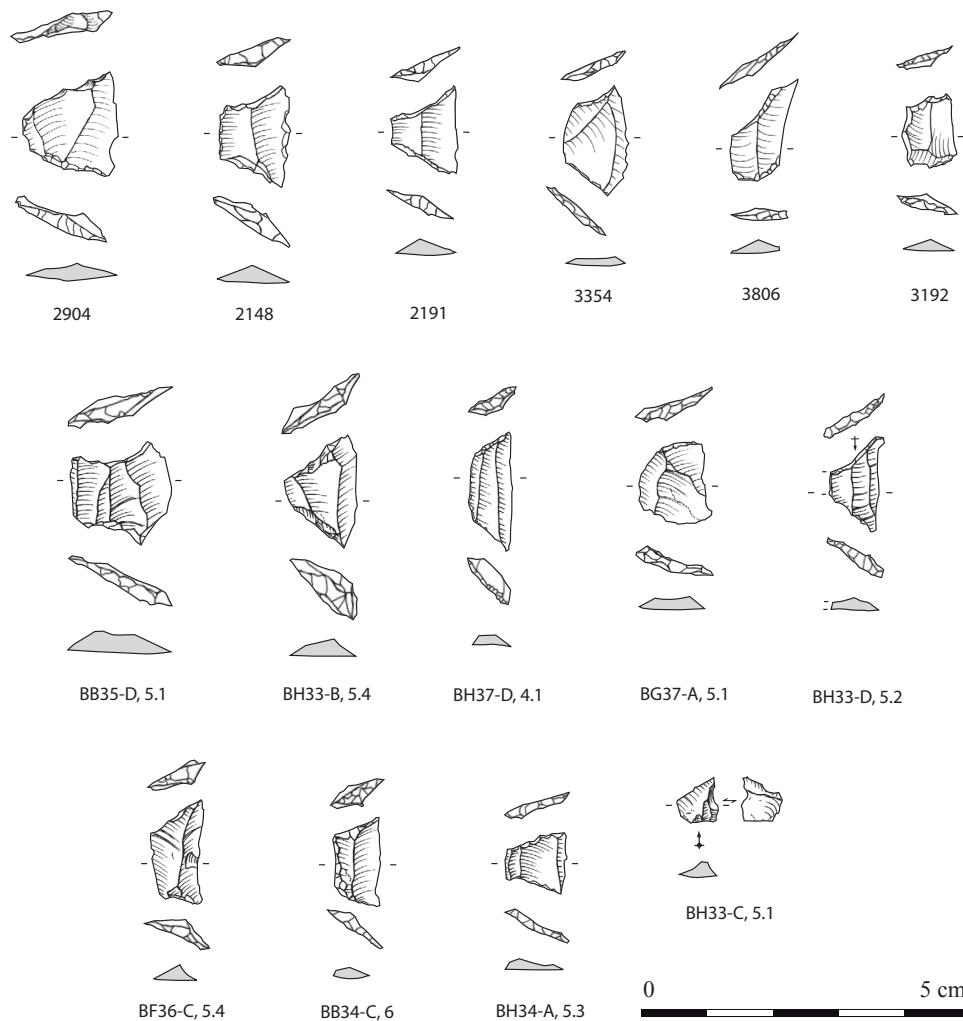 2904 2148 2191 3354 3806 3192
BB35-D, 5.1 BH33-B, 5.4 BH37-D, 4.1 BG37-A, 5.1 BH33-D, 5.2
BH33-C, 5.1
BF36-C, 5.4 BB34-C, 6 BH34-A, 5.3
0 5 cm